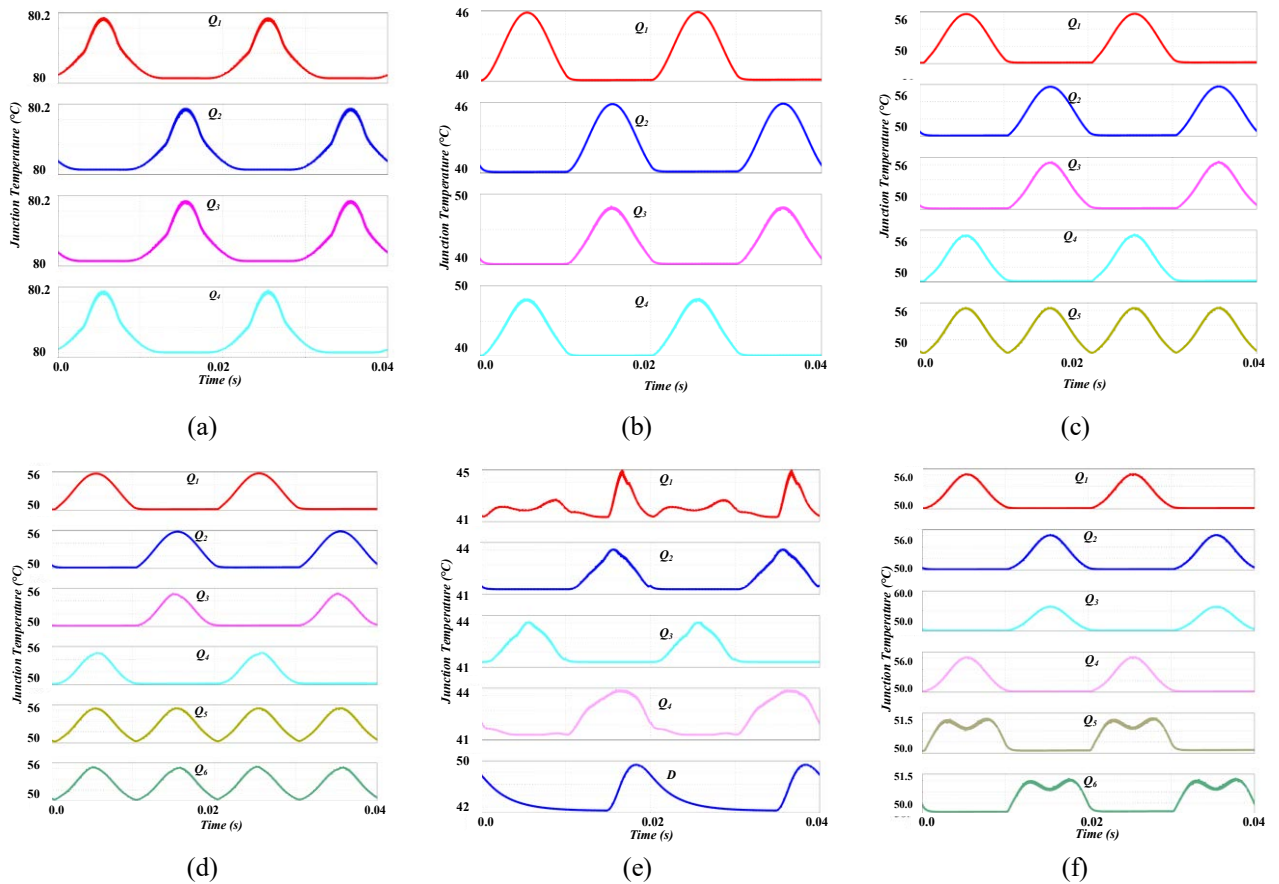 80.2
Q1
80
80.2
Q2
80
80.2
Q3
80
80.2
Q4
80
0.0
0.02
0.04
Time (s)
Junction Temperature (°C)
(a)
46
Q1
40
46
Q2
40
50
Q3
40
50
Q4
40
0.0
0.02
0.04
Time (s)
Junction Temperature (°C)
(b)
56
Q1
50
56
Q2
50
56
Q3
50
56
Q4
50
56
Q5
50
0.0
0.02
0.04
Time (s)
Junction Temperature (°C)
(c)
56
Q1
50
56
Q2
50
56
Q3
50
56
Q4
50
56
Q5
50
56
Q6
50
0.0
0.02
0.04
Time (s)
Junction Temperature (°C)
(d)
45
Q1
41
44
Q2
41
44
Q3
41
44
Q4
41
50
D
42
0.0
0.02
0.04
Time (s)
Junction Temperature (°C)
(e)
56.0
Q1
50.0
56.0
Q2
50.0
60.0
Q3
50.0
56.0
Q4
50.0
51.5
Q5
50.0
51.5
Q6
50.0
0.0
0.02
0.04
Time (s)
Junction Temperature (°C)
(f)